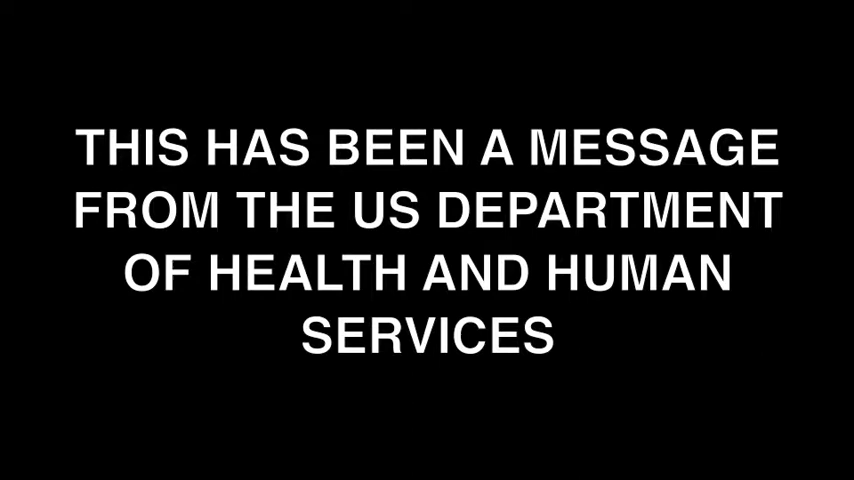 THIS HAS BEEN A MESSAGE
FROM THE US DEPARTMENT
OF HEALTH AND HUMAN
SERVICES